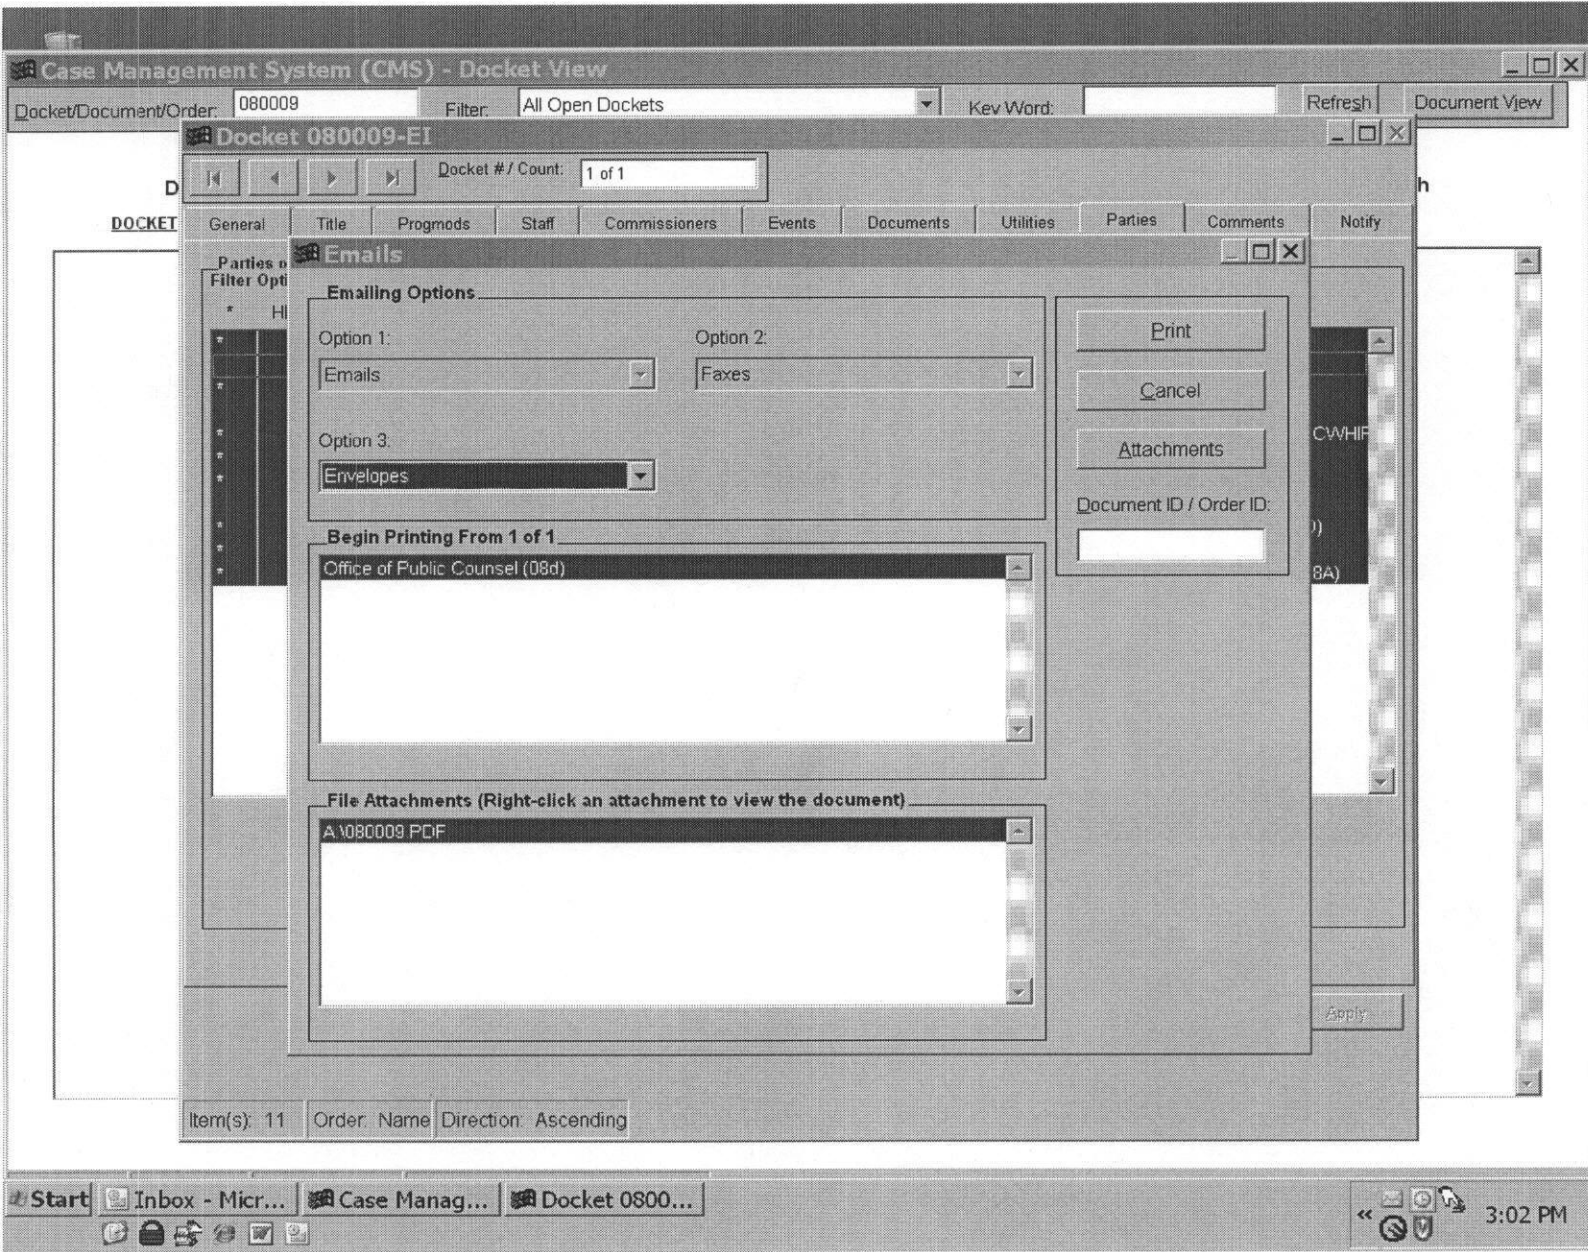 Case Management System (CMS) - Docket View
Docket/Document/Order: 080009 Filter: All Open Dockets Key Word: Refresh Document View
Docket 080009-EI
Docket # / Count: 1 of 1
D h
DOCKET General Title Progmods Staff Commissioners Events Documents Utilities Parties Comments Notify
Emails
Parties o
Filter Opti
* HI
Emailing Options
Option 1: Option 2:
Emails Faxes
Option 3:
Envelopes
Print
Cancel
Attachments
Document ID / Order ID:
CWHIF
)
8A)
Begin Printing From 1 of 1
Office of Public Counsel (08d)
File Attachments (Right-click an attachment to view the document)
A:\080009.PDF
Apply
Item(s): 11 Order: Name Direction: Ascending
Start Inbox - Micr... Case Manag... Docket 0800...
« 3:02 PM